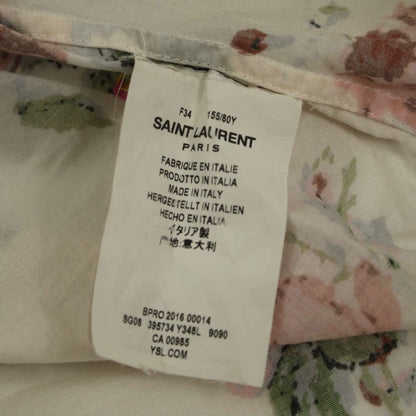 F34 155/80Y
SAINT LAURENT
PARIS
FABRIQUE EN ITALIE
PRODOTTO IN ITALIA
MADE IN ITALY
HERGESTELLT IN ITALIEN
HECHO EN ITALIA
イタリア製
产地:意大利
BPRO 2016 00014
SG08 395734 Y348L 9090
CA 00985
YSL.COM